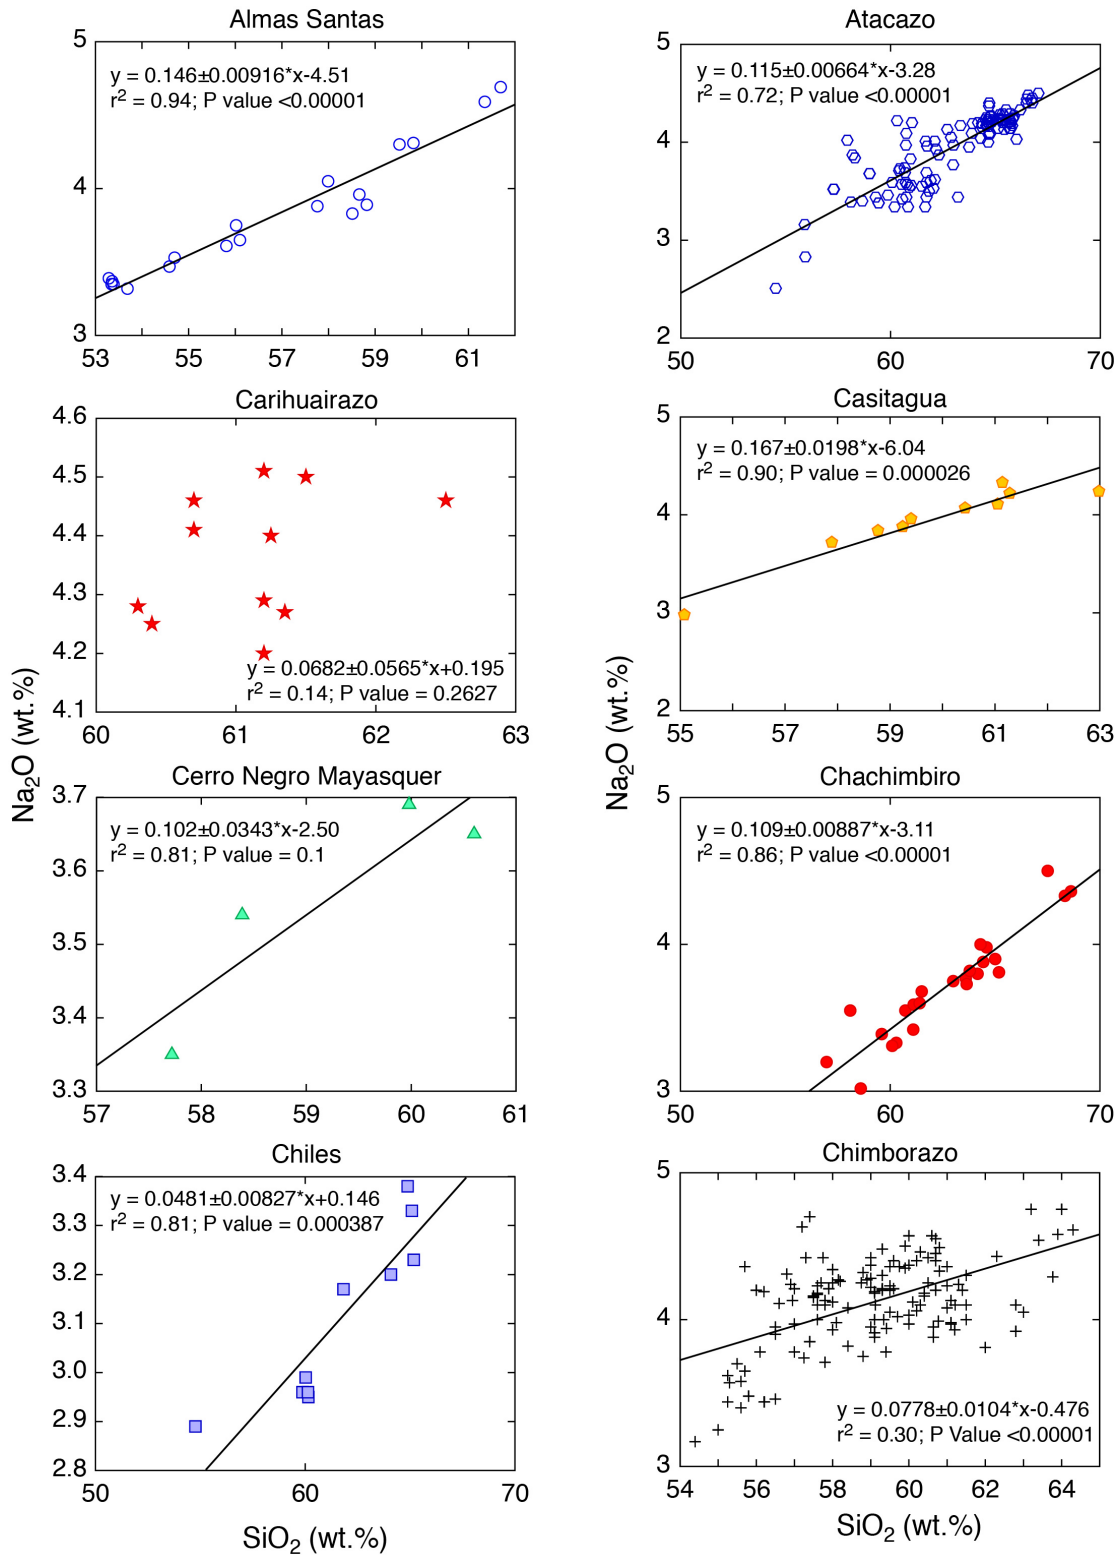 Almas Santas
y = 0.146±0.00916*x-4.51
r² = 0.94; P value <0.00001
5
4
3
53 55 57 59 61
Atacazo
y = 0.115±0.00664*x-3.28
r² = 0.72; P value <0.00001
5
4
3
2
50 60 70
Carihuairazo
4.6
4.5
4.4
4.3
4.2
4.1
y = 0.0682±0.0565*x+0.195
r² = 0.14; P value = 0.2627
60 61 62 63
Casitagua
y = 0.167±0.0198*x-6.04
r² = 0.90; P value = 0.000026
5
4
3
2
55 57 59 61 63
Na₂O (wt.%)
Na₂O (wt.%)
Cerro Negro Mayasquer
y = 0.102±0.0343*x-2.50
r² = 0.81; P value = 0.1
3.7
3.6
3.5
3.4
3.3
57 58 59 60 61
Chachimbiro
y = 0.109±0.00887*x-3.11
r² = 0.86; P value <0.00001
5
4
3
50 60 70
Chiles
y = 0.0481±0.00827*x+0.146
r² = 0.81; P value = 0.000387
3.4
3.3
3.2
3.1
3.0
2.9
2.8
50 60 70
SiO₂ (wt.%)
Chimborazo
5
4
3
y = 0.0778±0.0104*x-0.476
r² = 0.30; P Value <0.00001
54 56 58 60 62 64
SiO₂ (wt.%)